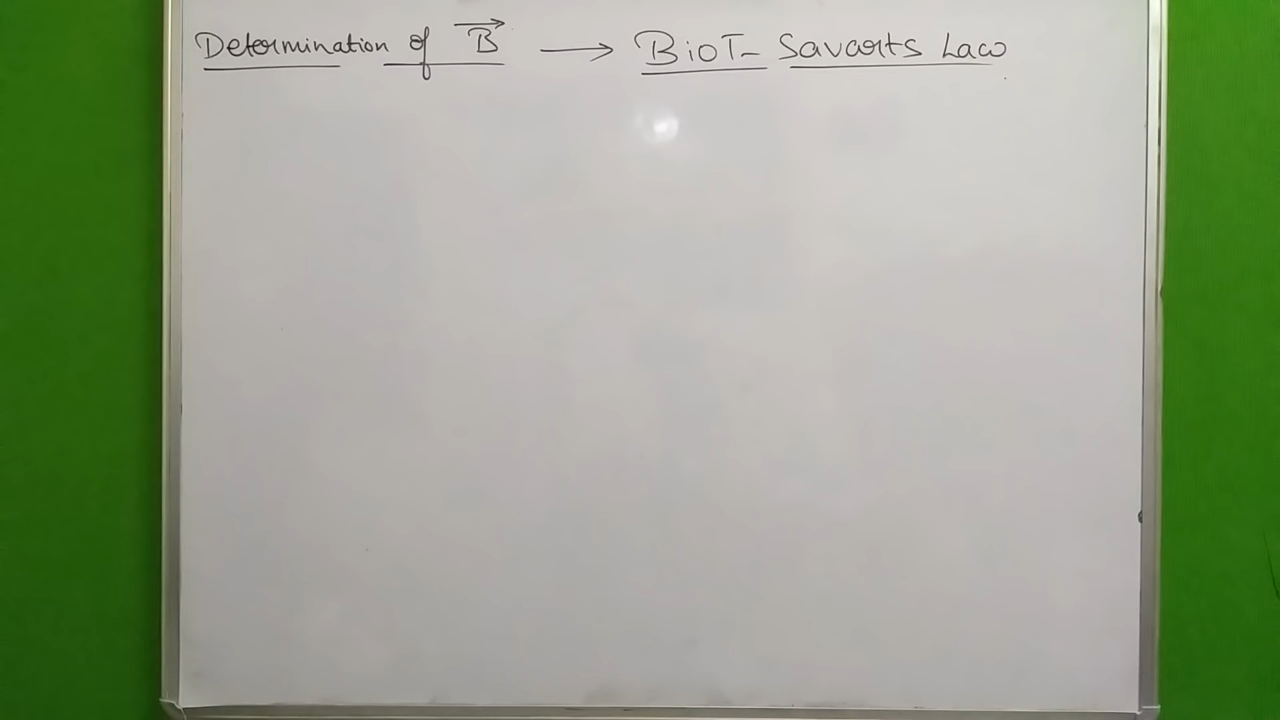 Determination of B⃗ → BioT- Savarts Law